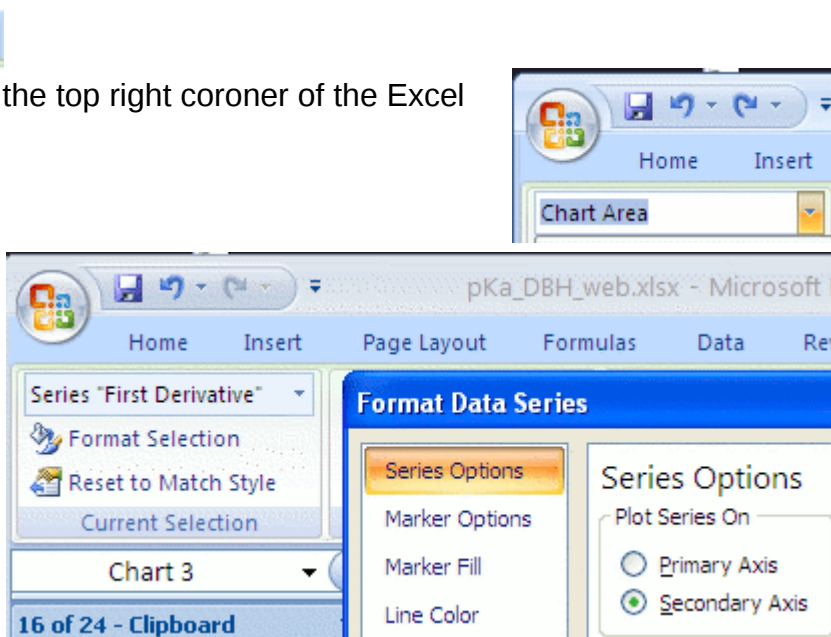 the top right coroner of the Excel
Home Insert
Chart Area
pKa_DBH_web.xlsx - Microsoft
Home Insert Page Layout Formulas Data
Series "First Derivative"
Format Selection
Reset to Match Style
Current Selection
Chart 3
16 of 24 - Clipboard
Format Data Series
Series Options
Marker Options
Marker Fill
Line Color
Series Options
Plot Series On
Primary Axis
Secondary Axis